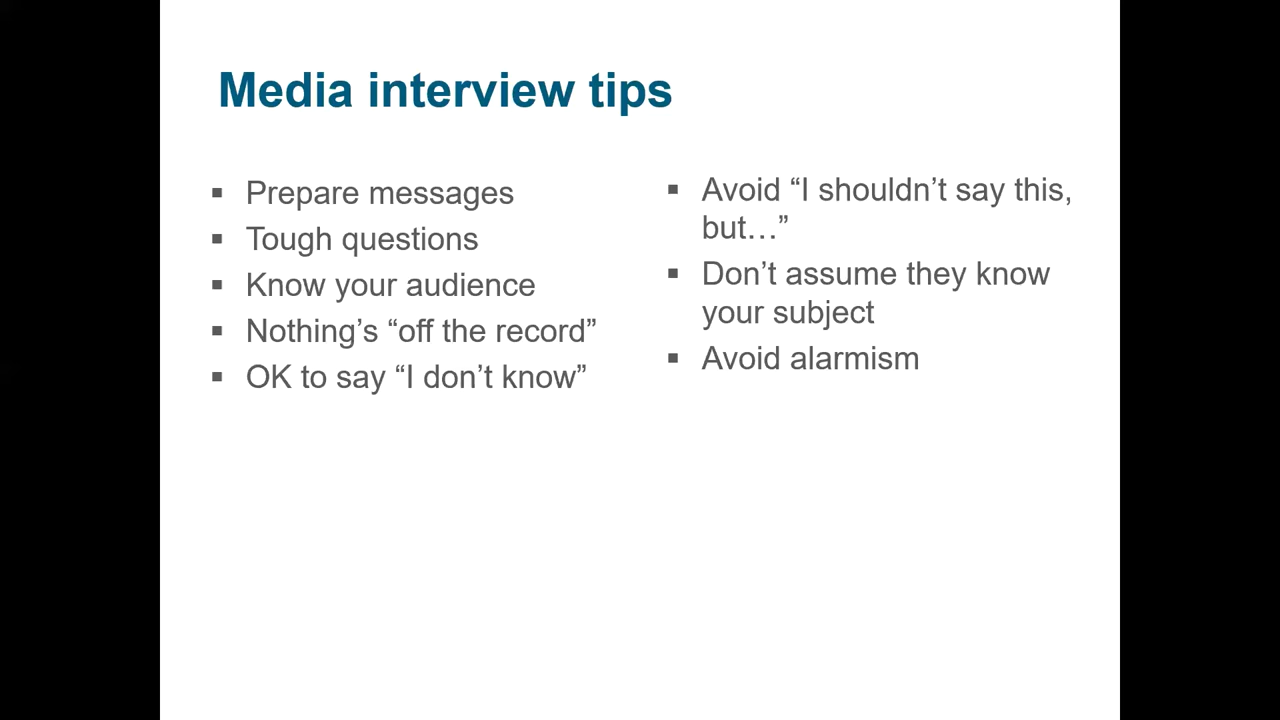 Media interview tips
▪ Prepare messages
▪ Tough questions
▪ Know your audience
▪ Nothing’s “off the record”
▪ OK to say “I don’t know”
▪ Avoid “I shouldn’t say this,
but…”
▪ Don’t assume they know
your subject
▪ Avoid alarmism